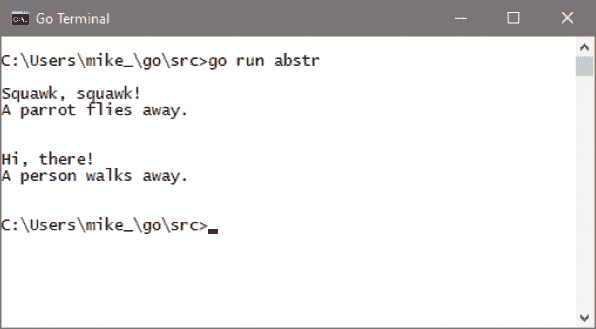 Go Terminal
C:\Users\mike_\go\src>go run abstr
Squawk, squawk!
A parrot flies away.
Hi, there!
A person walks away.
C:\Users\mike_\go\src>